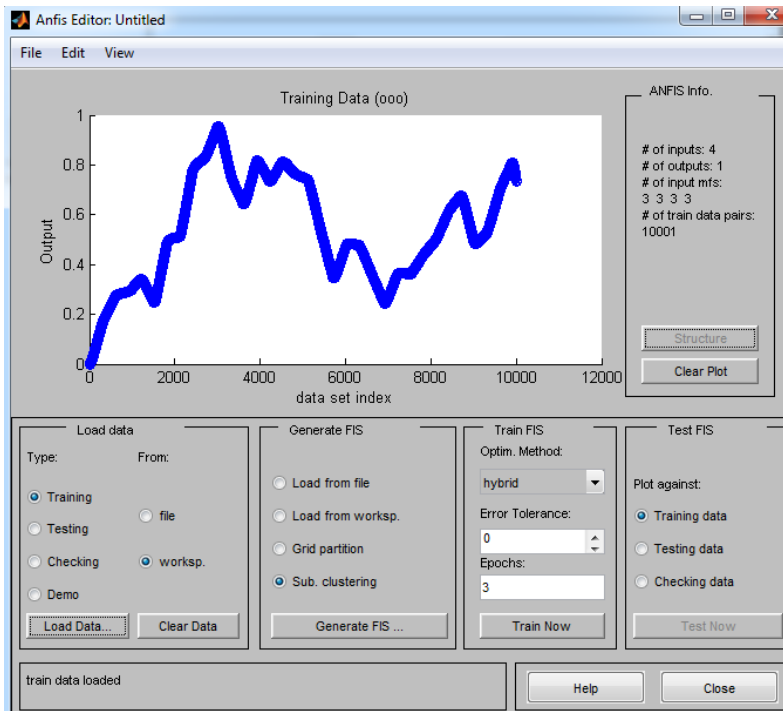 Anfis Editor: Untitled
File Edit View
Training Data (ooo)
1
0.8
0.6
0.4
0.2
0
Output
0 2000 4000 6000 8000 10000 12000
data set index
ANFIS Info.
# of inputs: 4
# of outputs: 1
# of input mfs:
3 3 3 3
# of train data pairs:
10001
Structure
Clear Plot
Load data
Type: From:
Training
file
Testing
Checking
worksp.
Demo
Load Data... Clear Data
Generate FIS
Load from file
Load from worksp.
Grid partition
Sub. clustering
Generate FIS ...
Train FIS
Optim. Method:
hybrid
Error Tolerance:
0
Epochs:
3
Train Now
Test FIS
Plot against:
Training data
Testing data
Checking data
Test Now
train data loaded
Help Close